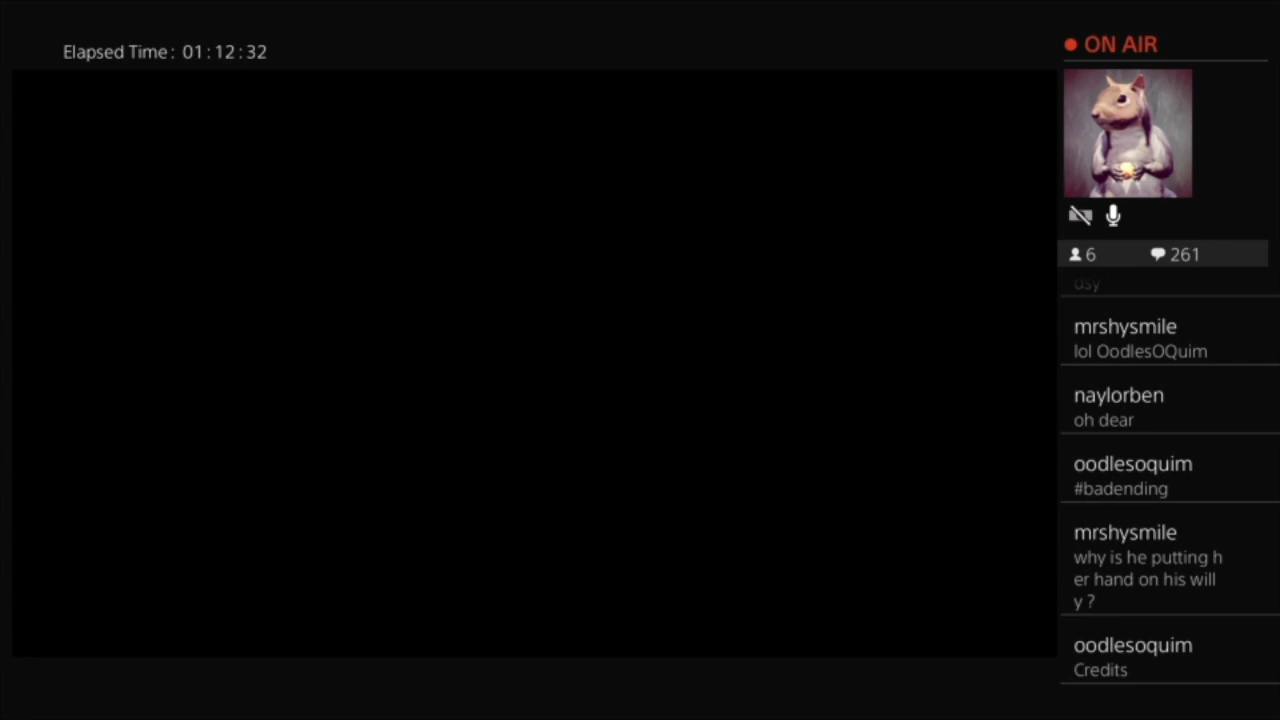 Elapsed Time: 01:12:32
ON AIR
6 261
asy
mrshysmile
lol OodlesOQuim
naylorben
oh dear
oodlesoquim
#badending
mrshysmile
why is he putting h
er hand on his will
y ?
oodlesoquim
Credits